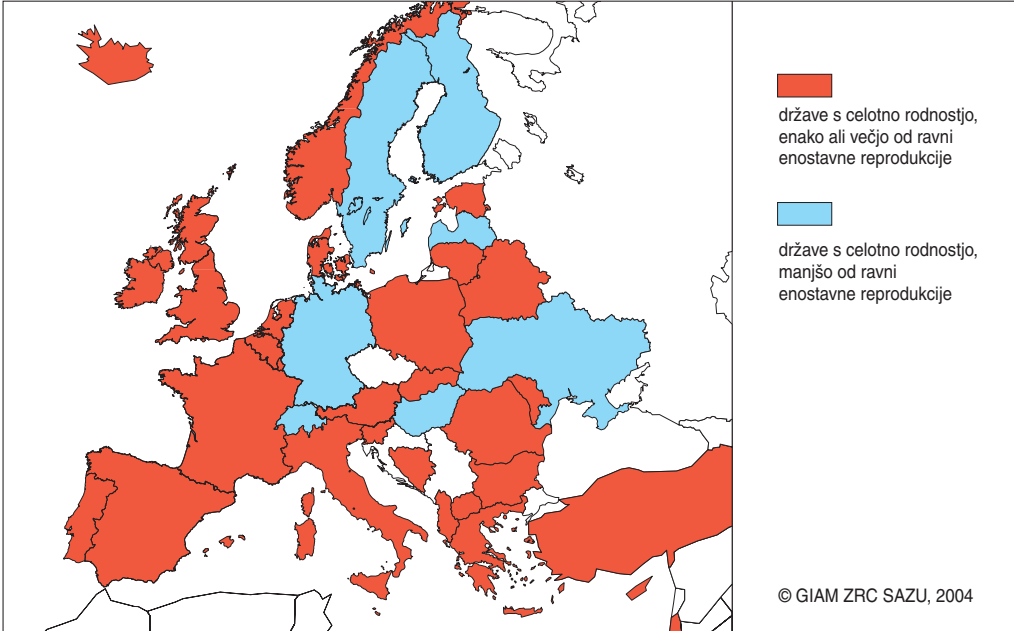 države s celotno rodnostjo,
enako ali večjo od ravni
enostavne reprodukcije
države s celotno rodnostjo,
manjšo od ravni
enostavne reprodukcije
© GIAM ZRC SAZU, 2004